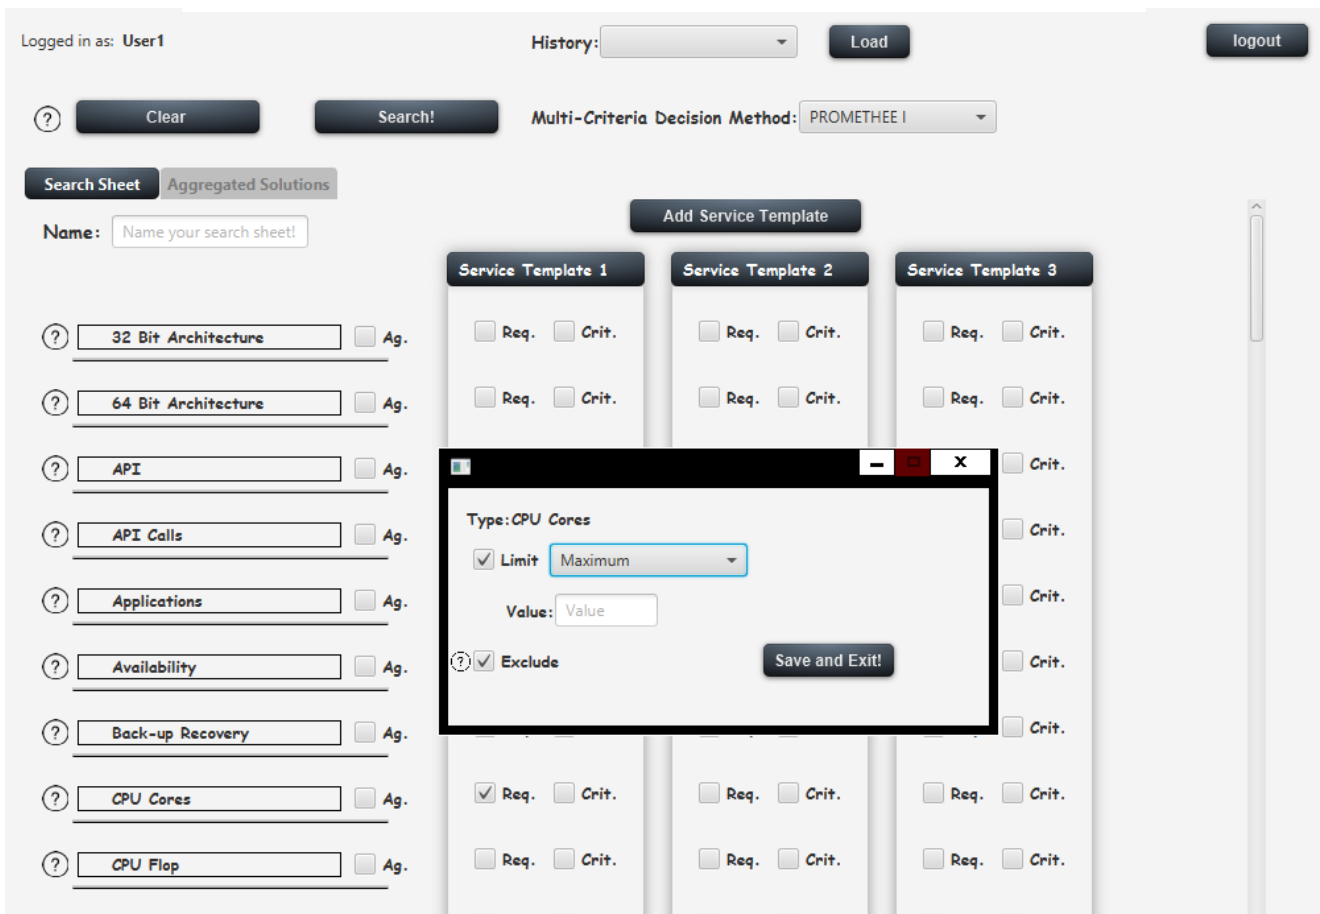 Logged in as: User1
History:
Load
logout
?
Clear
Search!
Multi-Criteria Decision Method: PROMETHEE I
Search Sheet
Aggregated Solutions
Name: Name your search sheet!
Add Service Template
Service Template 1
Service Template 2
Service Template 3
? 32 Bit Architecture Ag. Req. Crit. Req. Crit. Req. Crit.
? 64 Bit Architecture Ag. Req. Crit. Req. Crit. Req. Crit.
? API Ag. Crit.
? API Calls Ag. Crit.
? Applications Ag. Crit.
? Availability Ag. Crit.
? Back-up Recovery Ag. Crit.
? CPU Cores Ag. Req. Crit. Req. Crit. Req. Crit.
? CPU Flop Ag. Req. Crit. Req. Crit. Req. Crit.
X
Type:CPU Cores
Limit Maximum
Value: Value
? Exclude
Save and Exit!